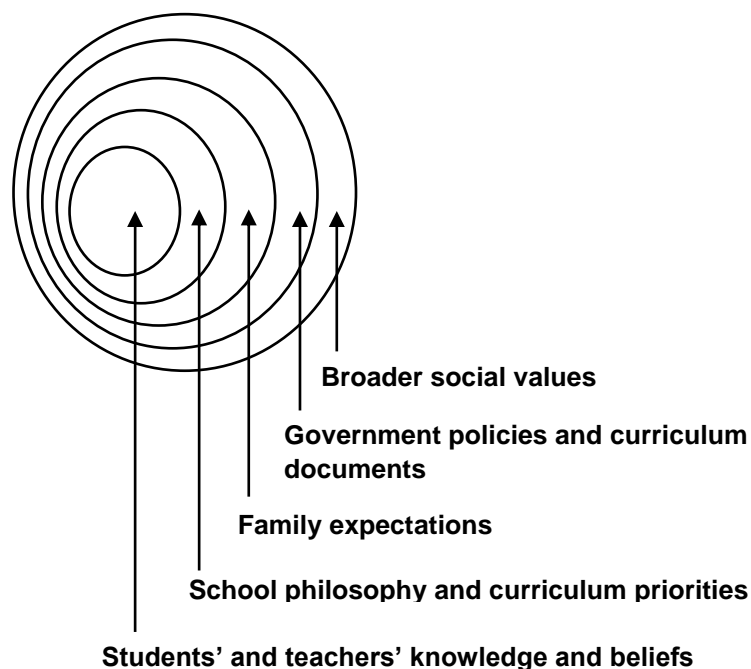 Broader social values
Government policies and curriculum
documents
Family expectations
School philosophy and curriculum priorities
Students’ and teachers’ knowledge and beliefs